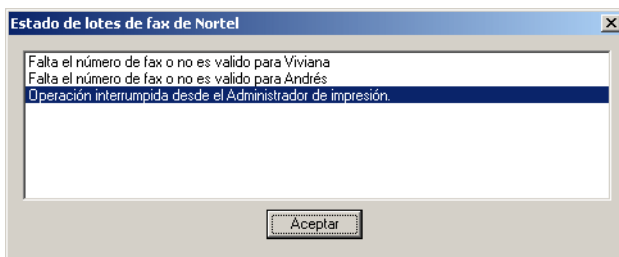 Estado de lotes de fax de Nortel
Falta el número de fax o no es valido para Viviana
Falta el número de fax o no es valido para Andrés
Operación interrumpida desde el Administrador de impresión.
Aceptar